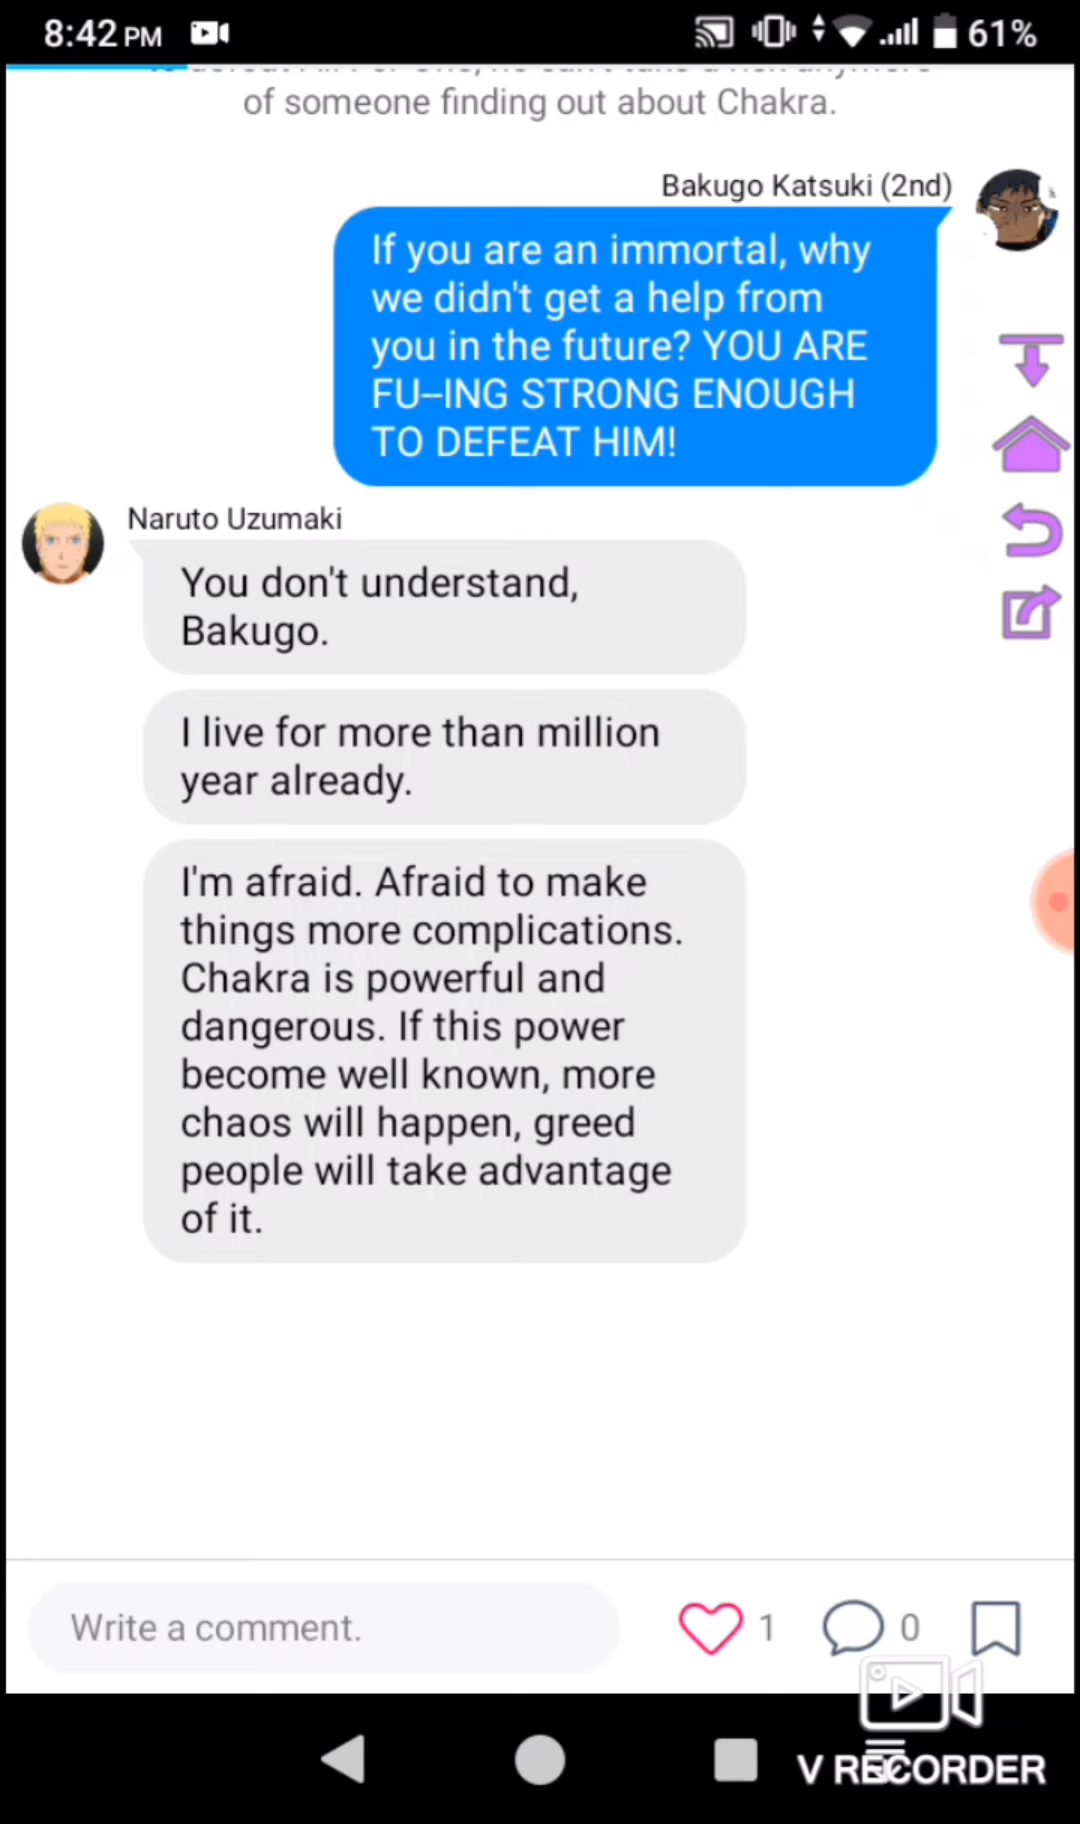 8:42 PM
61%
of someone finding out about Chakra.
Bakugo Katsuki (2nd)
If you are an immortal, why
we didn't get a help from
you in the future? YOU ARE
FU–ING STRONG ENOUGH
TO DEFEAT HIM!
Naruto Uzumaki
You don't understand,
Bakugo.
I live for more than million
year already.
I'm afraid. Afraid to make
things more complications.
Chakra is powerful and
dangerous. If this power
become well known, more
chaos will happen, greed
people will take advantage
of it.
Write a comment.
1
0
V RECORDER